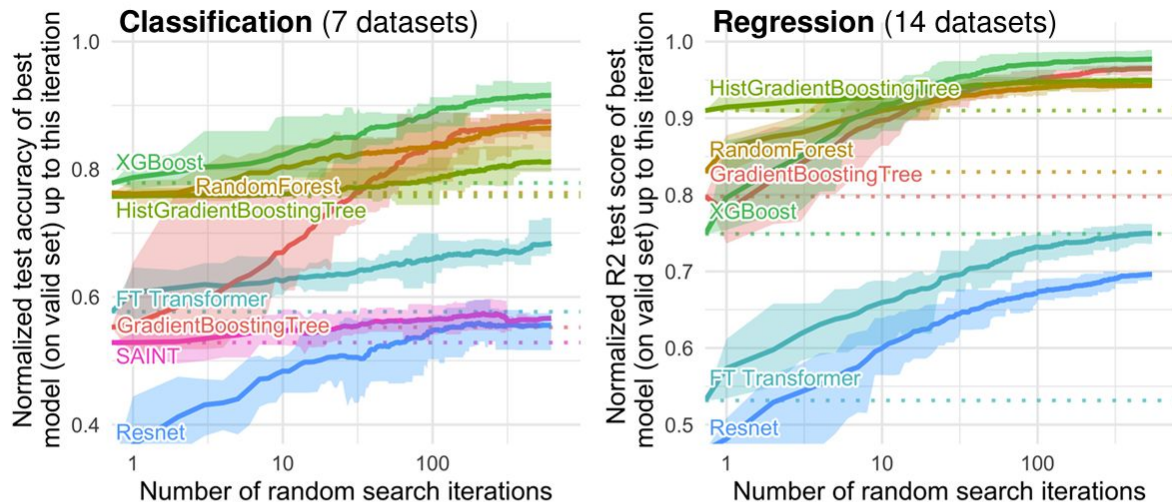 Classification (7 datasets)
Normalized test accuracy of best
model (on valid set) up to this iteration
1.0
0.8
0.6
0.4
XGBoost
RandomForest
HistGradientBoostingTree
FT Transformer
GradientBoostingTree
SAINT
Resnet
1
10
100
Number of random search iterations
Regression (14 datasets)
Normalized R2 test score of best
model (on valid set) up to this iteration
1.0
0.9
0.8
0.7
0.6
0.5
HistGradientBoostingTree
RandomForest
GradientBoostingTree
XGBoost
FT Transformer
Resnet
1
10
100
Number of random search iterations